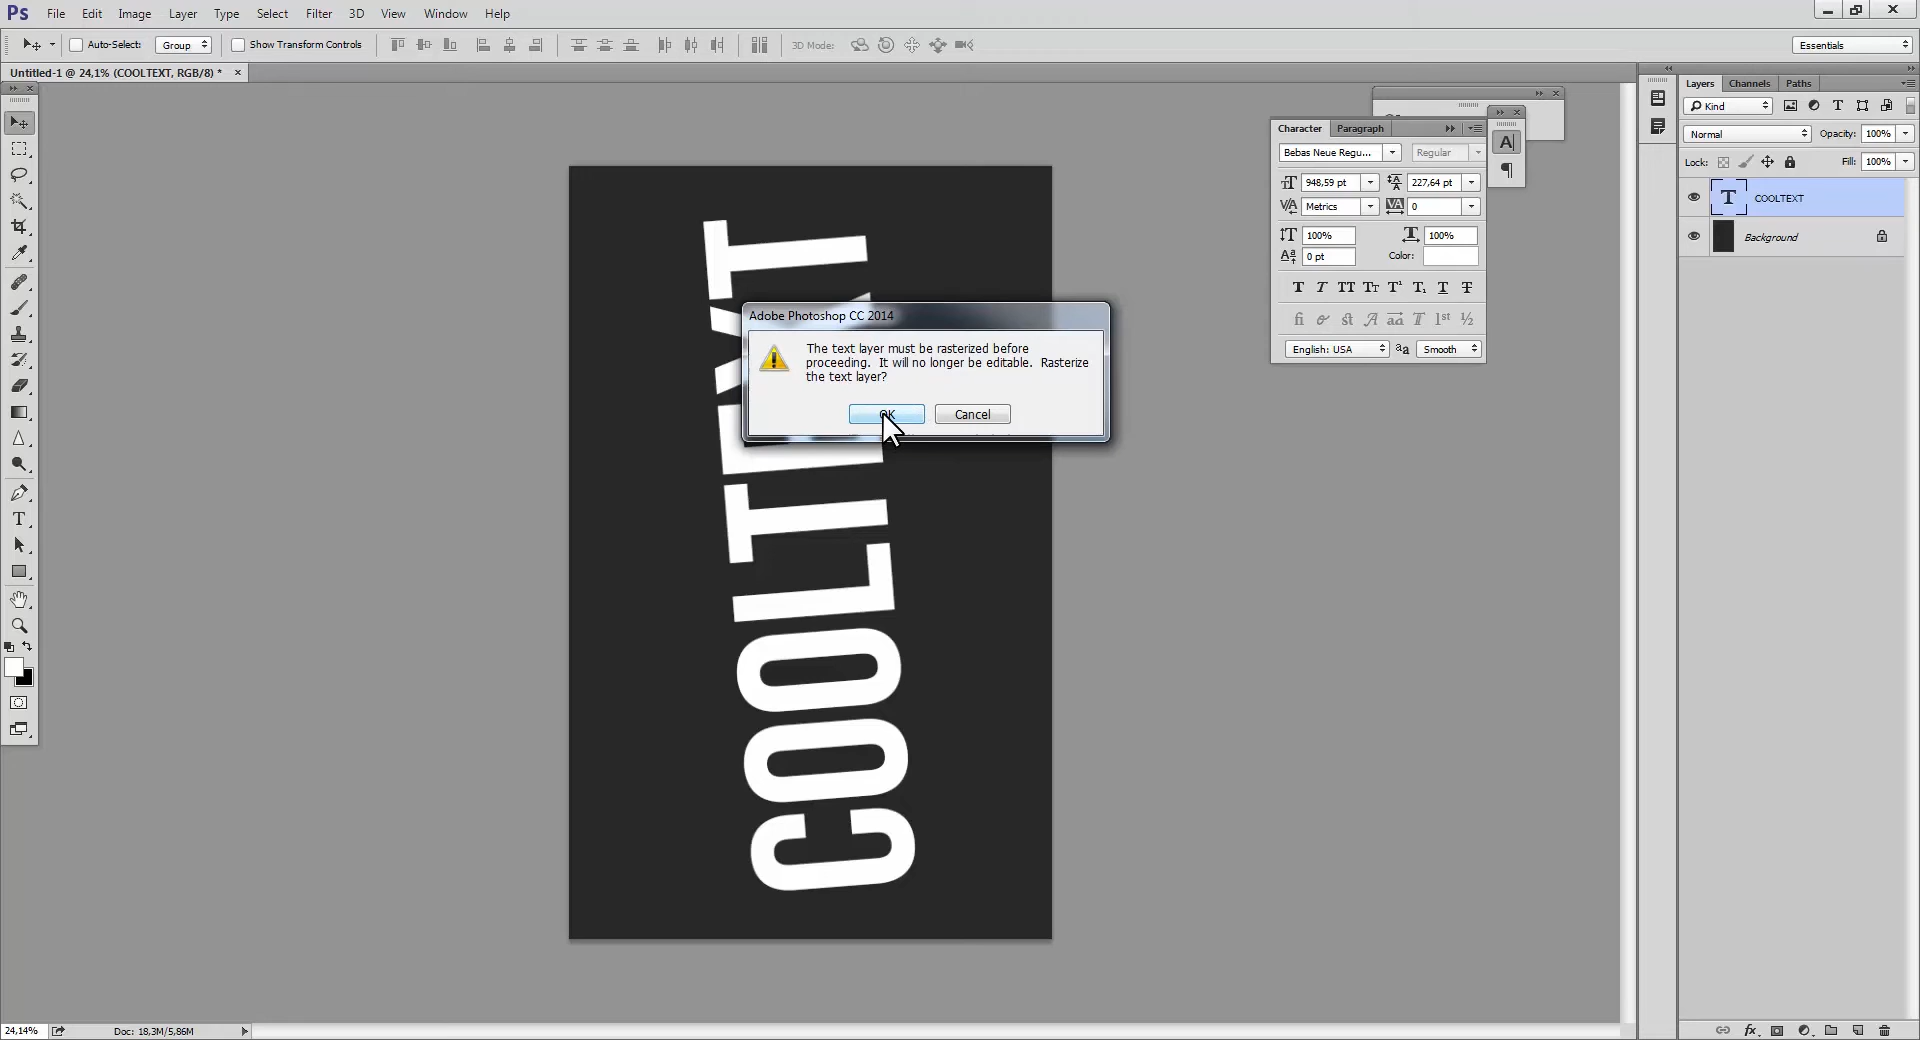 Ps File Edit Image Layer Type Select Filter 3D View Window Help
Auto-Select: Group Show Transform Controls 3D Mode: Essentials
Untitled-1 @ 24,1% (COOLTEXT, RGB/8) *
Layers Channels Paths
Kind
Normal Opacity: 100%
Lock: Fill: 100%
COOLTEXT
Background
Character Paragraph
Bebas Neue Regu... Regular
948,59 pt 227,64 pt
Metrics 0
100% 100%
0 pt Color:
English: USA aa Smooth
Adobe Photoshop CC 2014
The text layer must be rasterized before
proceeding. It will no longer be editable. Rasterize
the text layer?
OK Cancel
COOLTEXT
24,14% Doc: 18,3M/5,86M